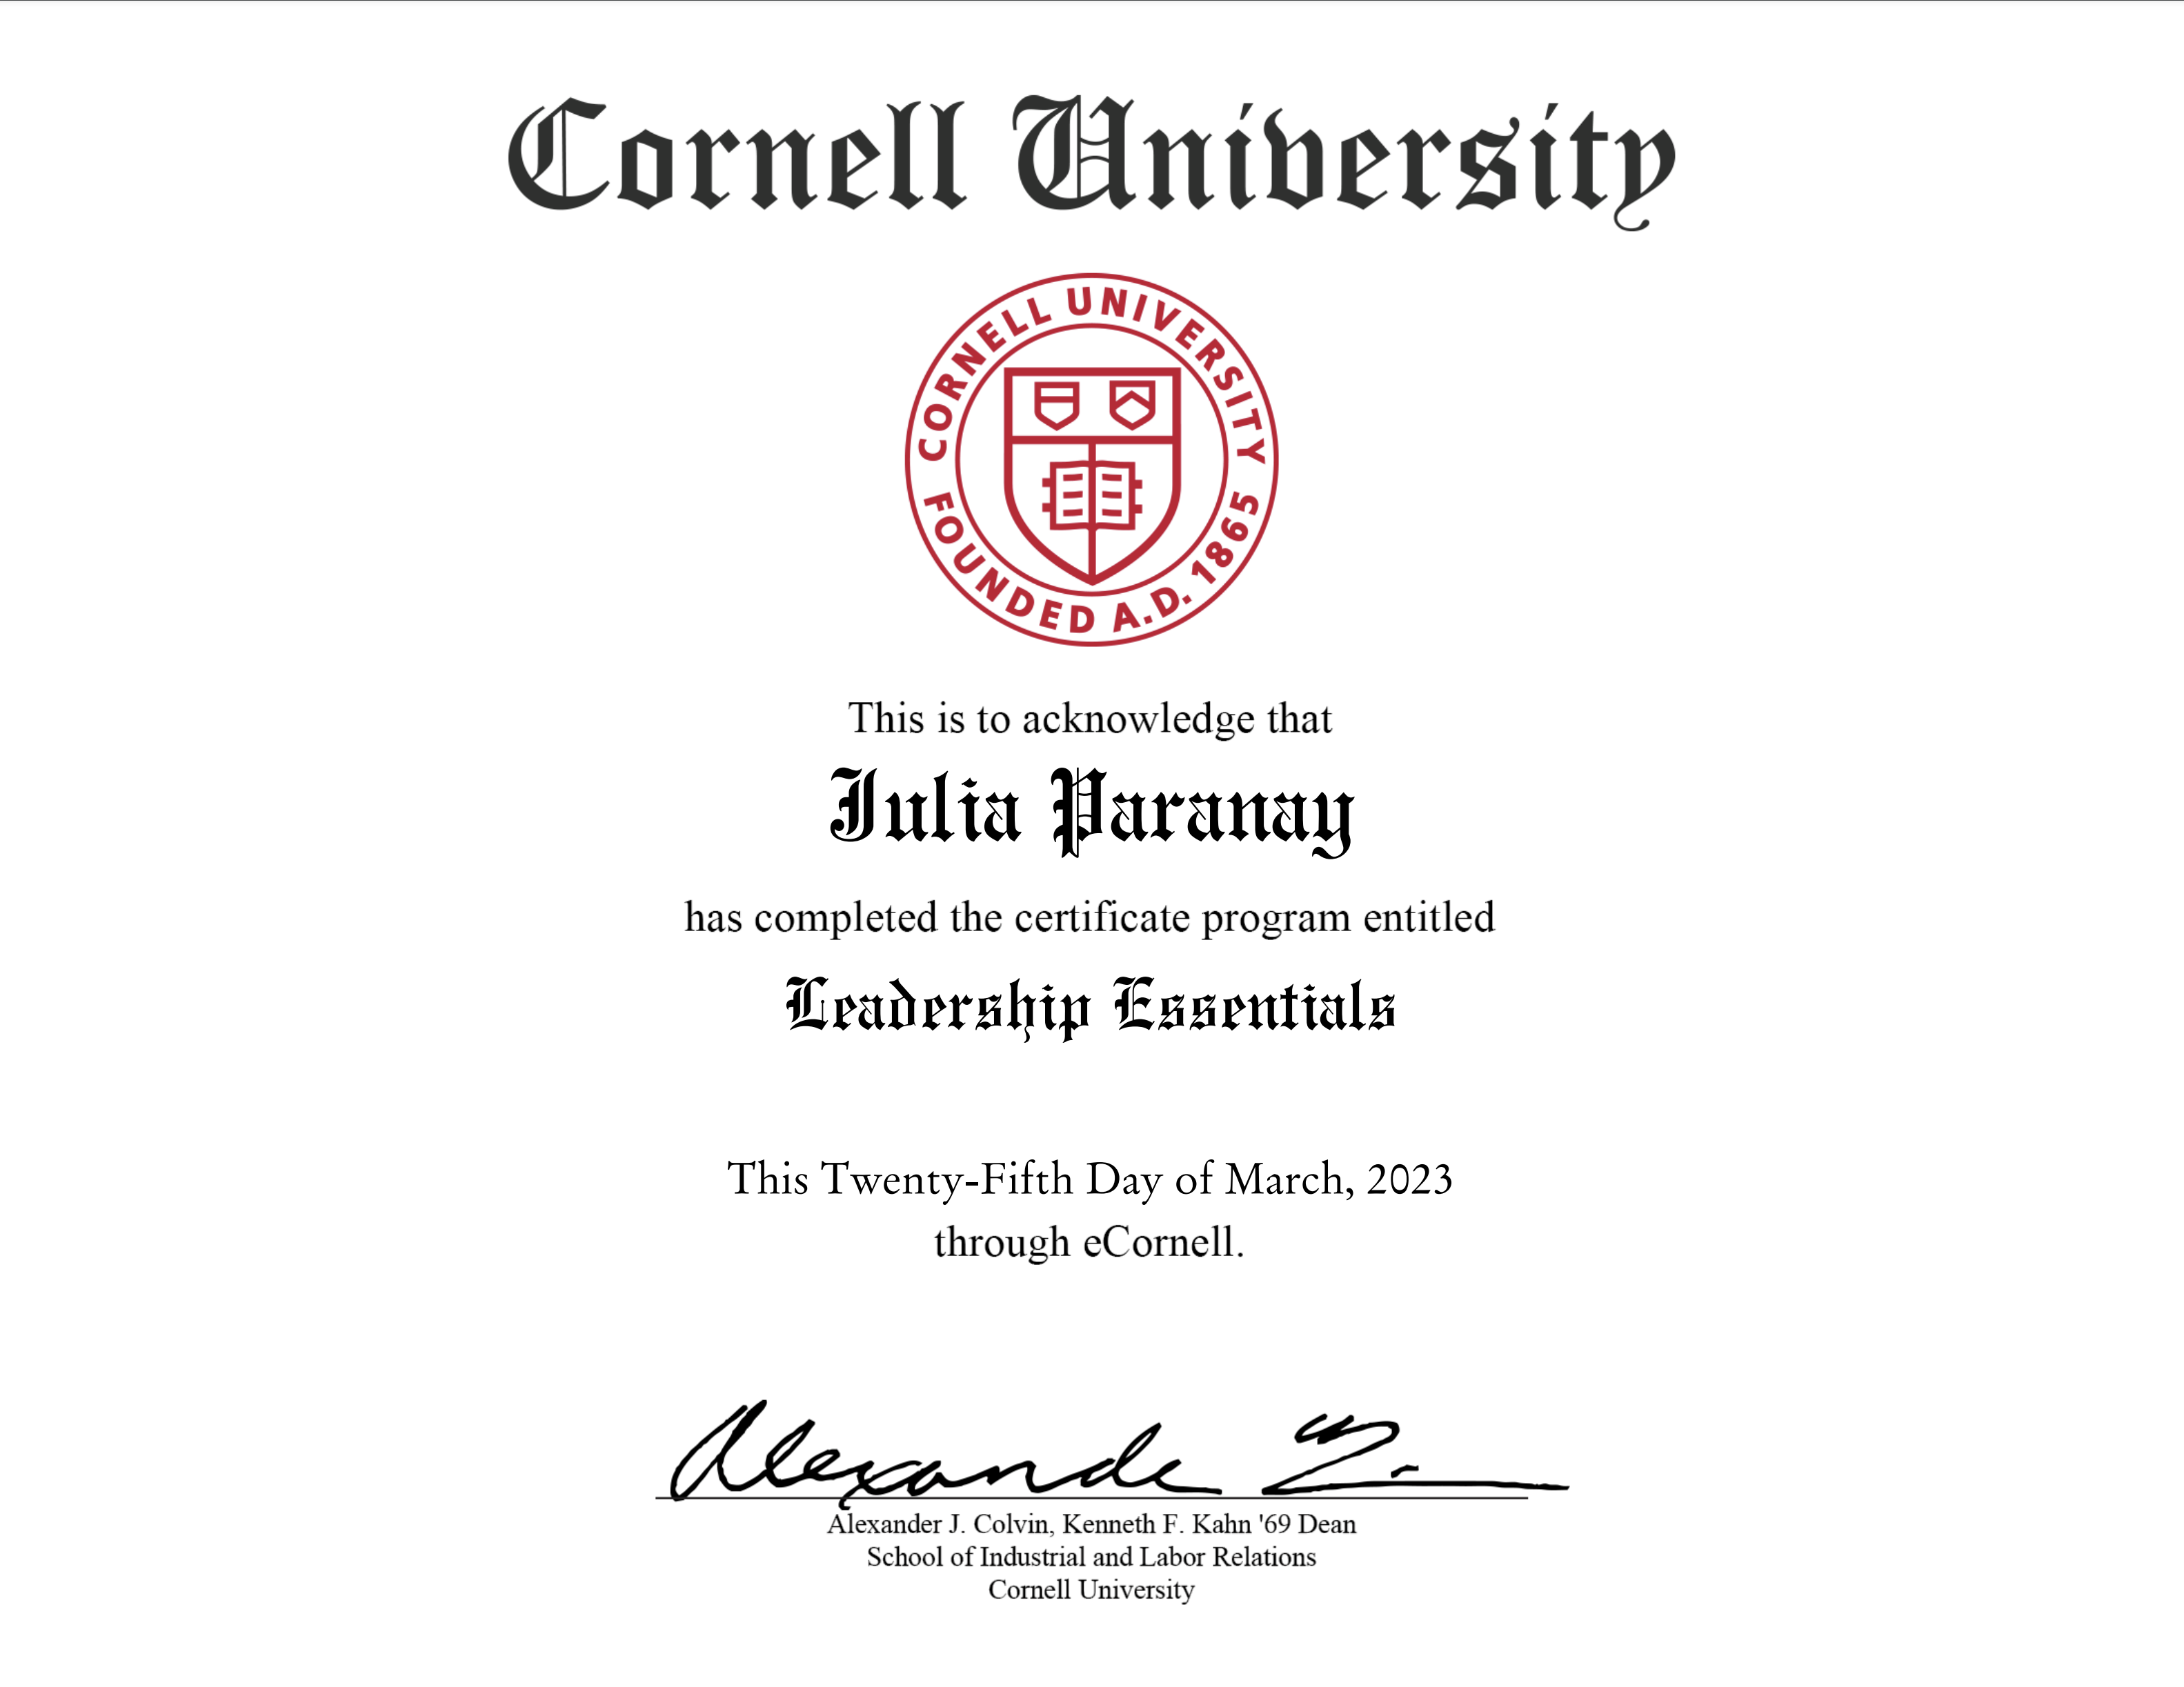 Cornell University
CORNELL UNIVERSITY
FOUNDED A.D. 1865
This is to acknowledge that
Julia Paranay
has completed the certificate program entitled
Leadership Essentials
This Twenty-Fifth Day of March, 2023
through eCornell.
Alexander J. Colvin, Kenneth F. Kahn '69 Dean
School of Industrial and Labor Relations
Cornell University